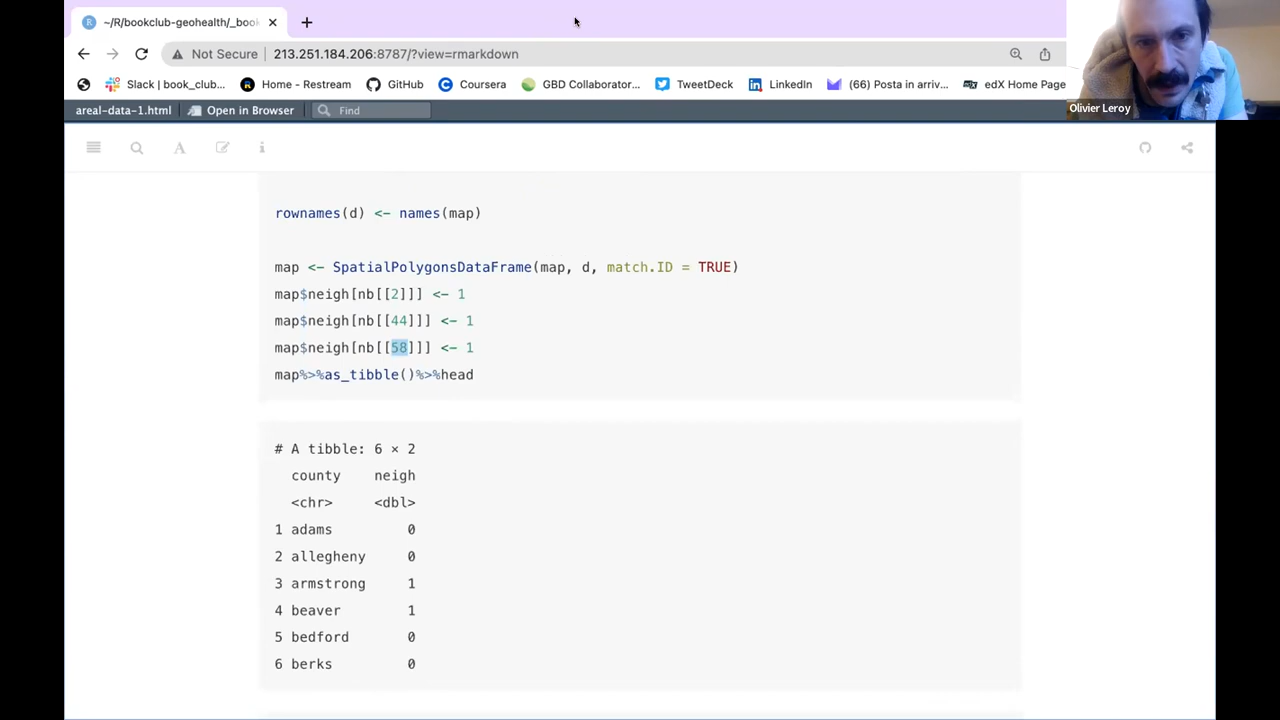 ~/R/bookclub-geohealth/_boo
Not Secure 213.251.184.206:8787/?view=rmarkdown
Slack | book_club... Home - Restream GitHub Coursera GBD Collaborator... TweetDeck LinkedIn (66) Posta in arriv... edX Home Page
Olivier Leroy
areal-data-1.html Open in Browser Find
rownames(d) <- names(map)
map <- SpatialPolygonsDataFrame(map, d, match.ID = TRUE)
map$neigh[nb[[2]]] <- 1
map$neigh[nb[[44]]] <- 1
map$neigh[nb[[58]]] <- 1
map%>%as_tibble()%>%head
# A tibble: 6 × 2
county neigh
<chr> <dbl>
1 adams 0
2 allegheny 0
3 armstrong 1
4 beaver 1
5 bedford 0
6 berks 0